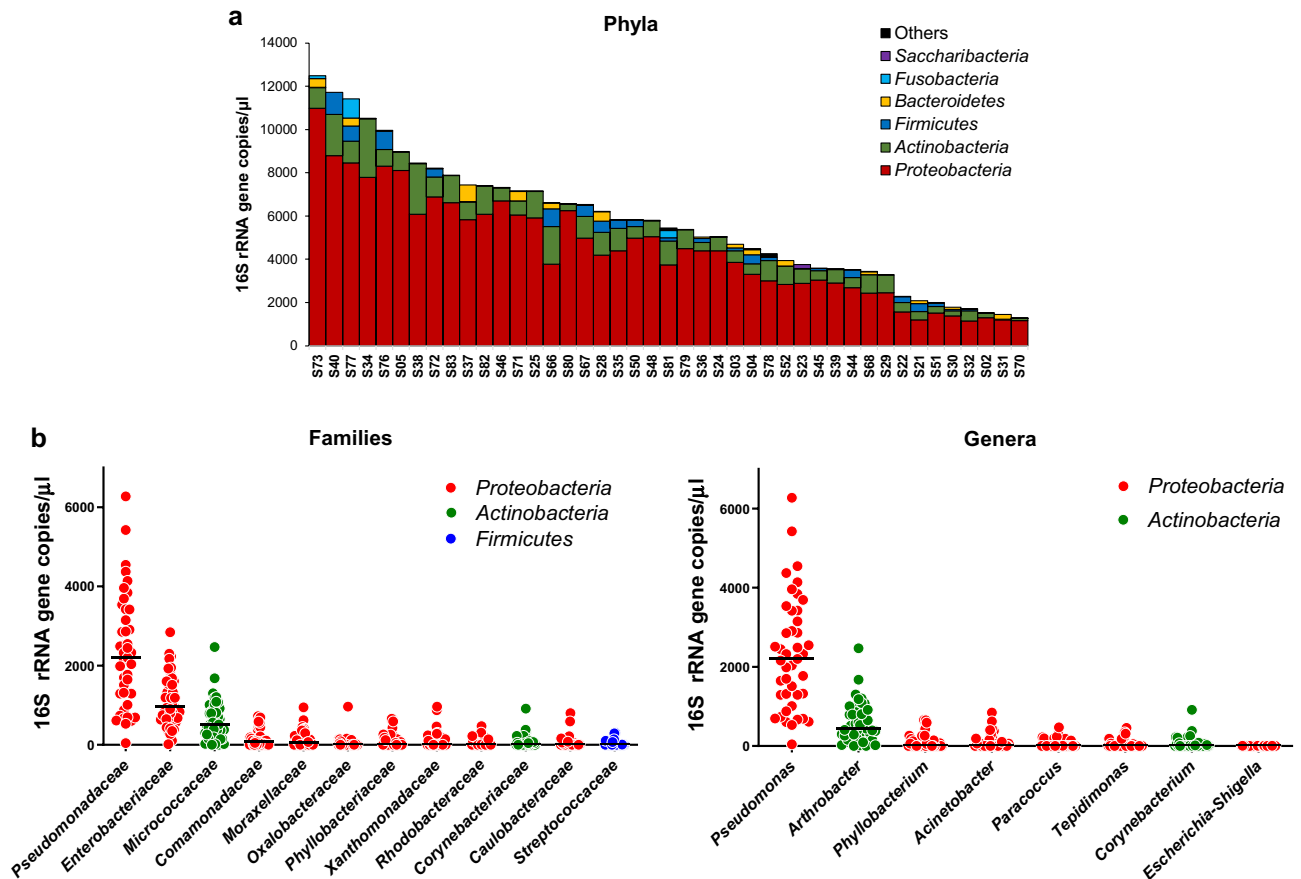 a
Phyla
Others
Saccharibacteria
Fusobacteria
Bacteroidetes
Firmicutes
Actinobacteria
Proteobacteria
16S rRNA gene copies/µl
14000
12000
10000
8000
6000
4000
2000
0
S73 S40 S77 S34 S76 S05 S38 S72 S83 S37 S82 S46 S71 S25 S66 S80 S67 S28 S35 S50 S48 S81 S79 S36 S24 S03 S04 S78 S52 S23 S45 S39 S44 S68 S29 S22 S21 S51 S30 S32 S02 S31 S70
b
Families
16S rRNA gene copies/µl
6000
4000
2000
0
Proteobacteria
Actinobacteria
Firmicutes
Pseudomonadaceae
Enterobacteriaceae
Micrococcaceae
Comamonadaceae
Moraxellaceae
Oxalobacteraceae
Phyllobacteriaceae
Xanthomonadaceae
Rhodobacteraceae
Corynebacteriaceae
Caulobacteraceae
Streptococcaceae
Genera
16S rRNA gene copies/µl
6000
4000
2000
0
Proteobacteria
Actinobacteria
Pseudomonas
Arthrobacter
Phyllobacterium
Acinetobacter
Paracoccus
Tepidimonas
Corynebacterium
Escherichia-Shigella